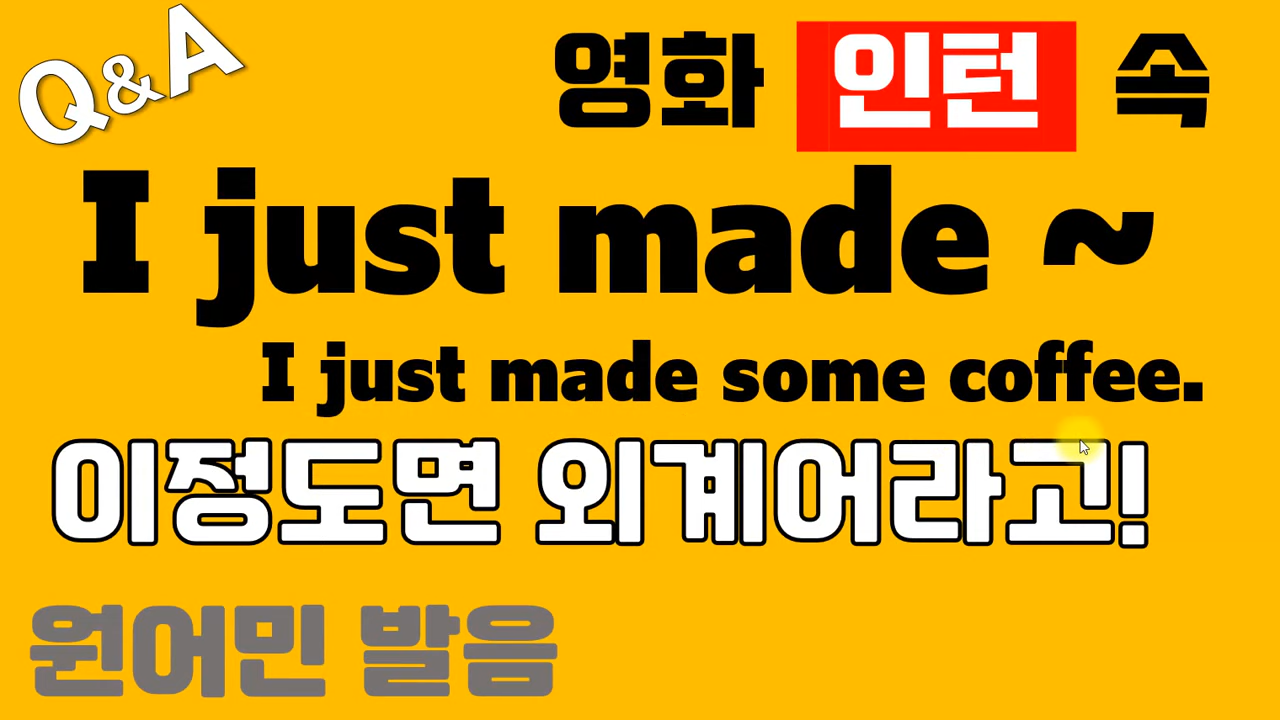 Q&A
영화 인턴 속
I just made ~
I just made some coffee.
이정도면 외계어라고!
원어민 발음